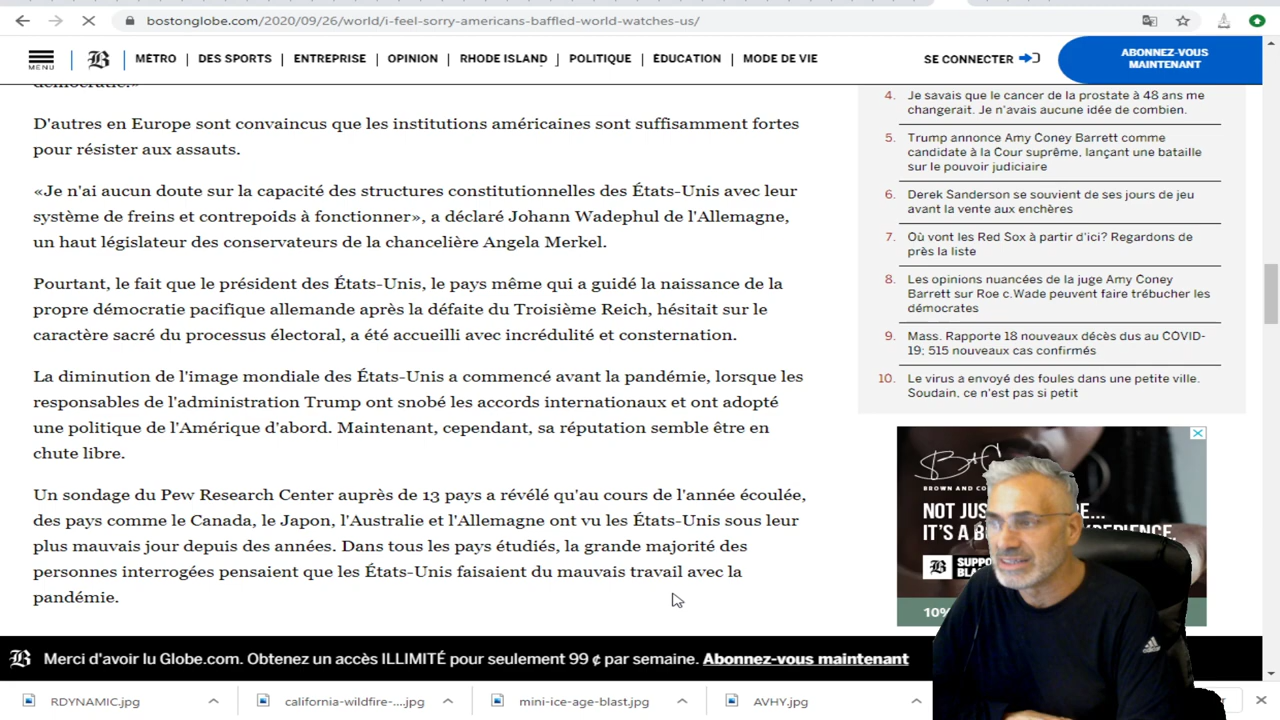 bostonglobe.com/2020/09/26/world/i-feel-sorry-americans-baffled-world-watches-us/
MENU
B
MÉTRO | DES SPORTS | ENTREPRISE | OPINION | RHODE ISLAND | POLITIQUE | ÉDUCATION | MODE DE VIE
SE CONNECTER
ABONNEZ-VOUS
MAINTENANT
démocratie.»
D'autres en Europe sont convaincus que les institutions américaines sont suffisamment fortes
pour résister aux assauts.
«Je n'ai aucun doute sur la capacité des structures constitutionnelles des États-Unis avec leur
système de freins et contrepoids à fonctionner», a déclaré Johann Wadephul de l'Allemagne,
un haut législateur des conservateurs de la chancelière Angela Merkel.
Pourtant, le fait que le président des États-Unis, le pays même qui a guidé la naissance de la
propre démocratie pacifique allemande après la défaite du Troisième Reich, hésitait sur le
caractère sacré du processus électoral, a été accueilli avec incrédulité et consternation.
La diminution de l'image mondiale des États-Unis a commencé avant la pandémie, lorsque les
responsables de l'administration Trump ont snobé les accords internationaux et ont adopté
une politique de l'Amérique d'abord. Maintenant, cependant, sa réputation semble être en
chute libre.
Un sondage du Pew Research Center auprès de 13 pays a révélé qu'au cours de l'année écoulée,
des pays comme le Canada, le Japon, l'Australie et l'Allemagne ont vu les États-Unis sous leur
plus mauvais jour depuis des années. Dans tous les pays étudiés, la grande majorité des
personnes interrogées pensaient que les États-Unis faisaient du mauvais travail avec la
pandémie.
4. Je savais que le cancer de la prostate à 48 ans me
changerait. Je n'avais aucune idée de combien.
5. Trump annonce Amy Coney Barrett comme
candidate à la Cour suprême, lançant une bataille
sur le pouvoir judiciaire
6. Derek Sanderson se souvient de ses jours de jeu
avant la vente aux enchères
7. Où vont les Red Sox à partir d'ici? Regardons de
près la liste
8. Les opinions nuancées de la juge Amy Coney
Barrett sur Roe c.Wade peuvent faire trébucher les
démocrates
9. Mass. Rapporte 18 nouveaux décès dus au COVID-
19; 515 nouveaux cas confirmés
10. Le virus a envoyé des foules dans une petite ville.
Soudain, ce n'est pas si petit
BROWN AND
NOT
IT'S A
B
10%
B Merci d'avoir lu Globe.com. Obtenez un accès ILLIMITÉ pour seulement 99 ¢ par semaine. Abonnez-vous maintenant
RDYNAMIC.jpg
california-wildfire-....jpg
mini-ice-age-blast.jpg
AVHY.jpg